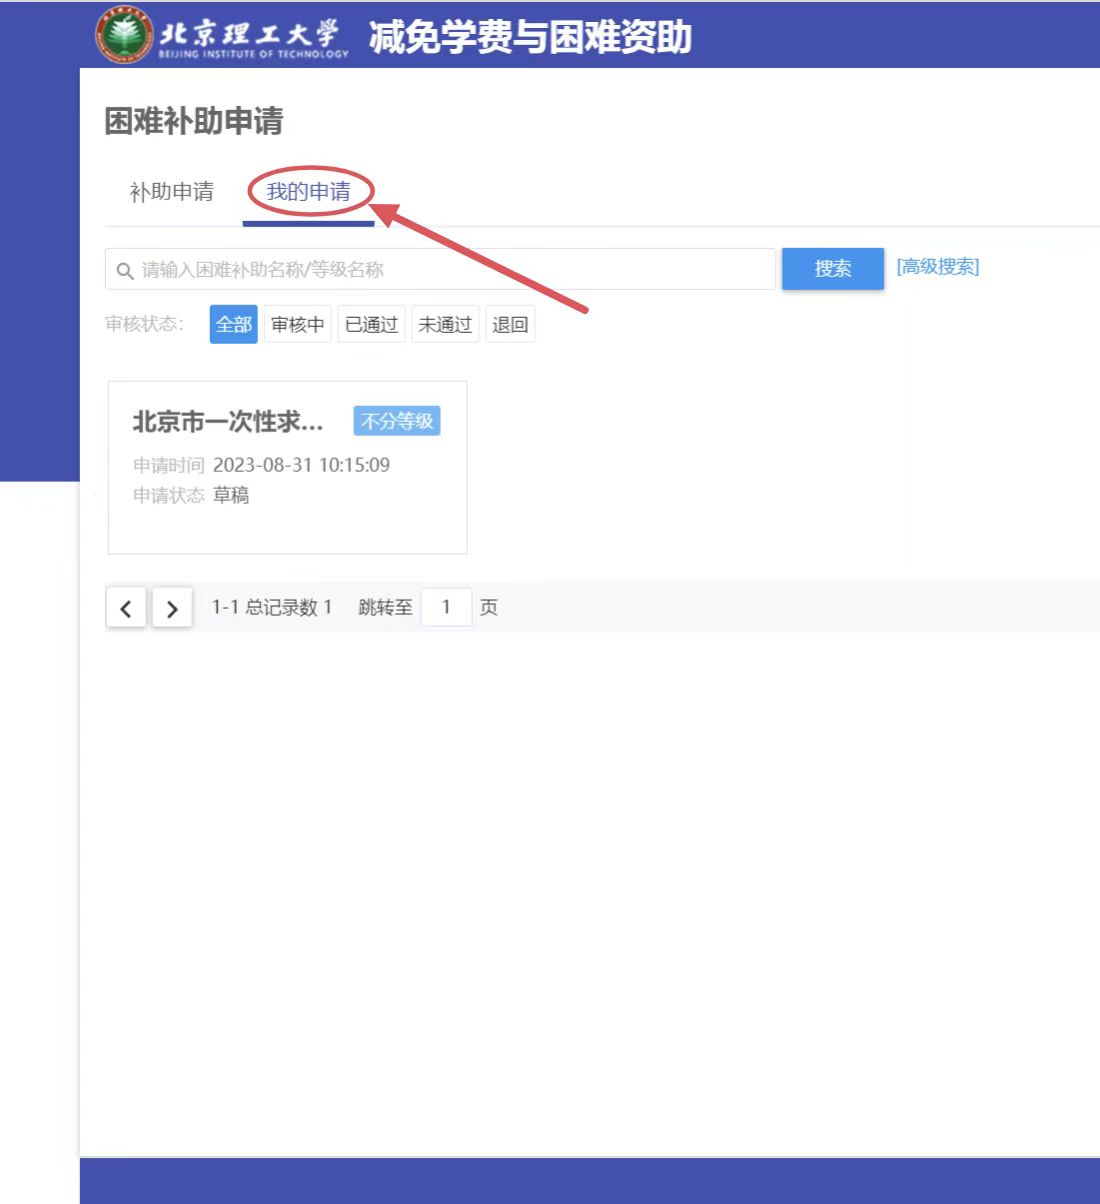 北京理工大学
BEIJING INSTITUTE OF TECHNOLOGY
减免学费与困难资助
困难补助申请
补助申请 我的申请
请输入困难补助名称/等级名称 搜索 [高级搜索]
审核状态: 全部 审核中 已通过 未通过 退回
北京市一次性求... 不分等级
申请时间 2023-08-31 10:15:09
申请状态 草稿
1-1 总记录数 1 跳转至 1 页